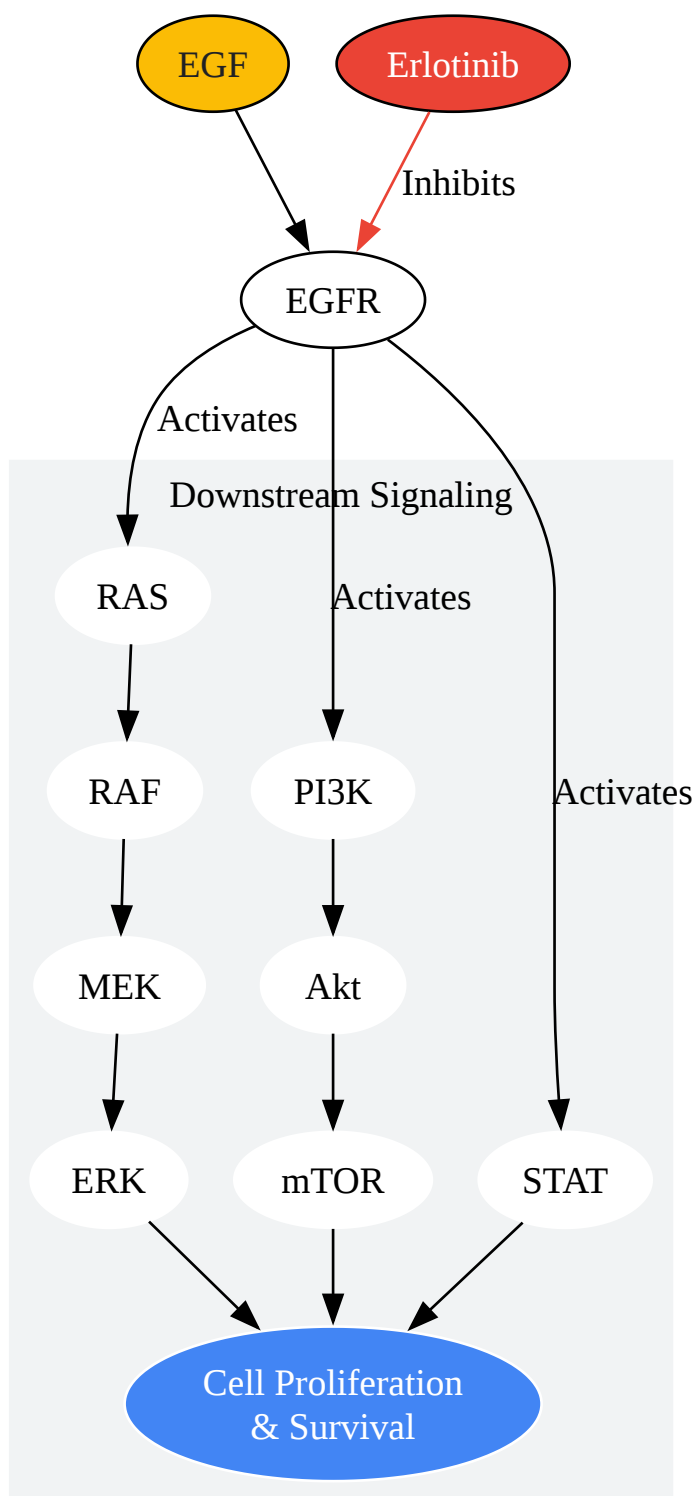 EGF
Erlotinib
Inhibits
EGFR
Activates
Downstream Signaling
RAS
Activates
RAF
PI3K
Activates
MEK
Akt
ERK
mTOR
STAT
Cell Proliferation
& Survival